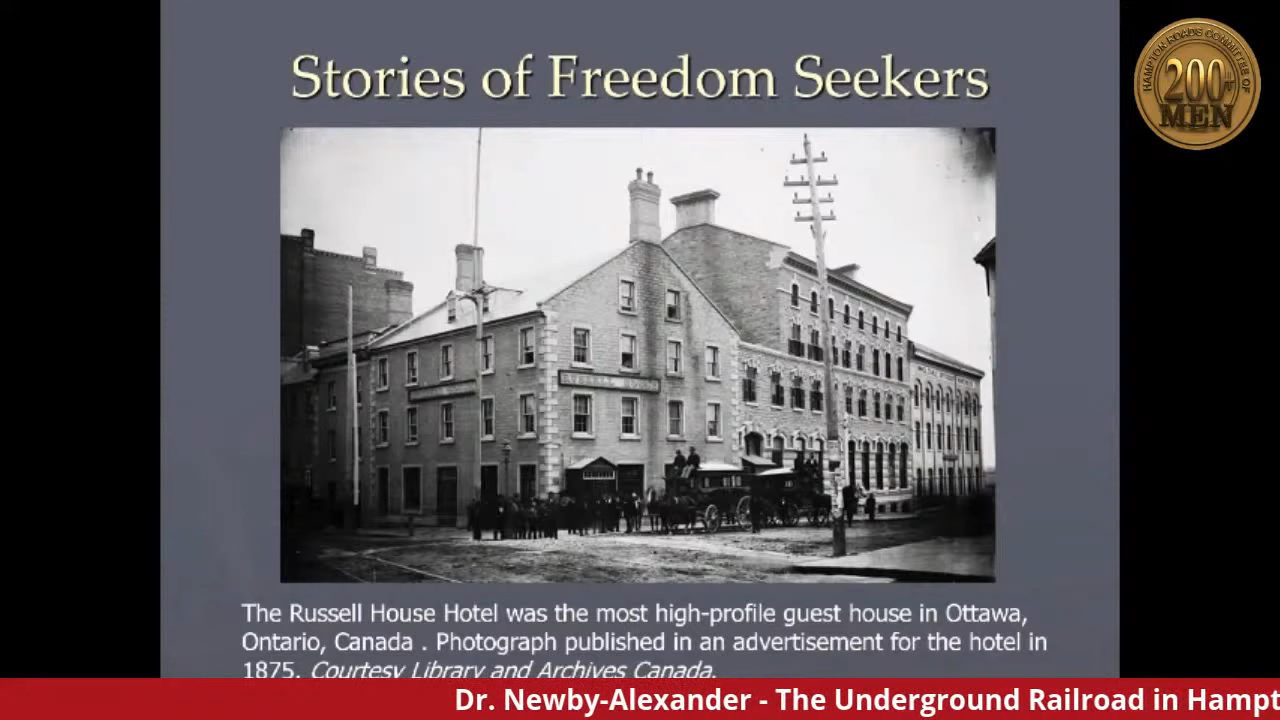 Stories of Freedom Seekers
HAMPTON ROADS COMMITTEE OF
200+
MEN
RUSSELL HOUSE
The Russell House Hotel was the most high-profile guest house in Ottawa,
Ontario, Canada . Photograph published in an advertisement for the hotel in
1875. Courtesy Library and Archives Canada.
Dr. Newby-Alexander - The Underground Railroad in Hampt